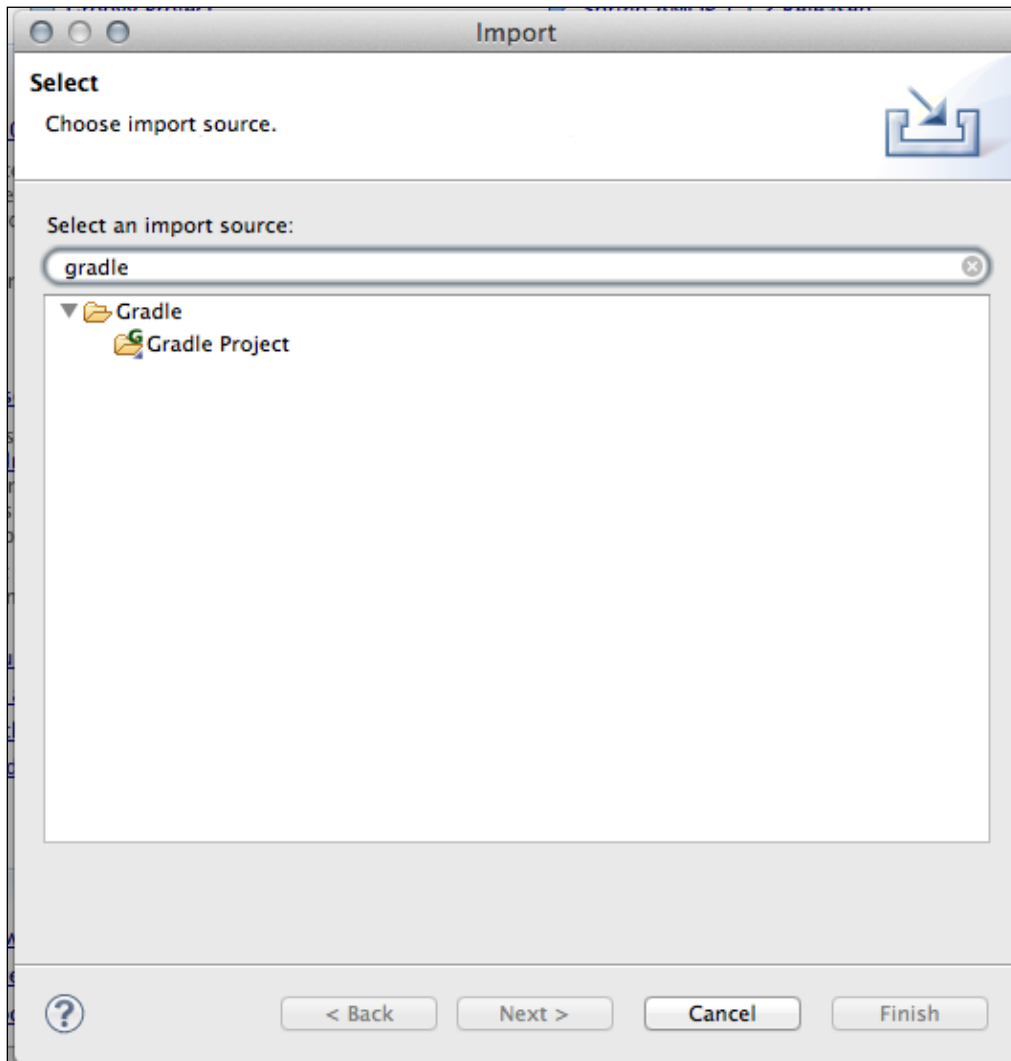 Import
Select
Choose import source.
Select an import source:
gradle
Gradle
Gradle Project
? < Back Next > Cancel Finish